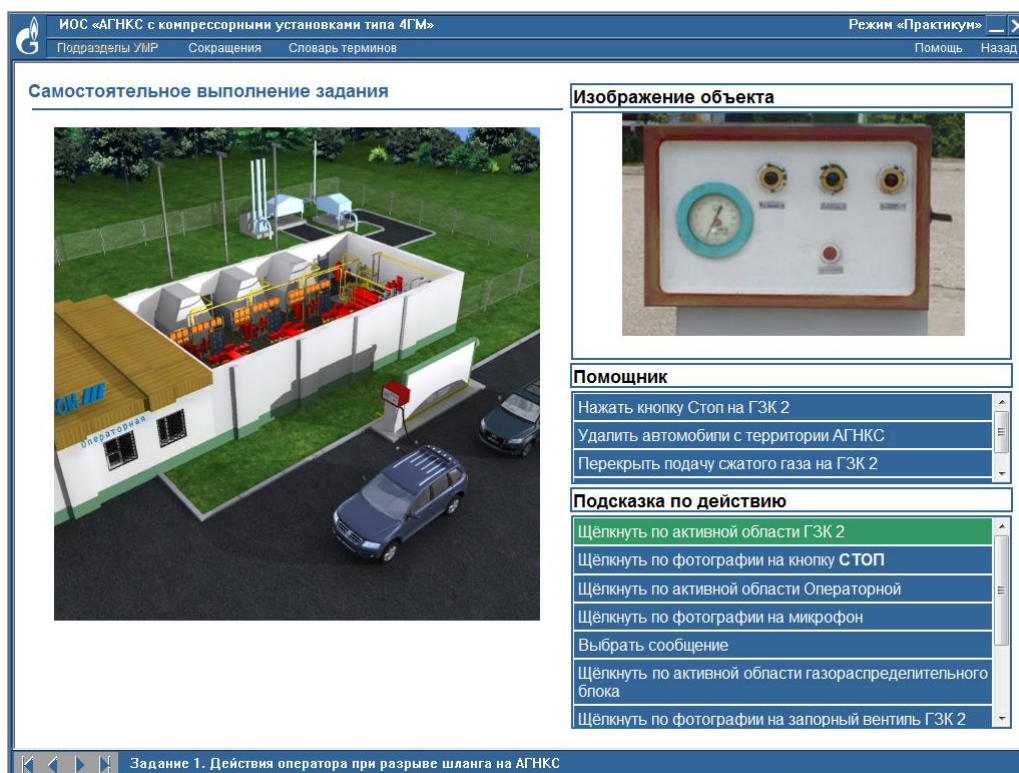 ИОС «АГНКС с компрессорными установками типа 4ГМ»
Режим «Практикум»
Подразделы УМР Сокращения Словарь терминов
Помощь Назад
Самостоятельное выполнение задания
Операторная
Изображение объекта
Помощник
Нажать кнопку Стоп на ГЗК 2
Удалить автомобили с территории АГНКС
Перекрыть подачу сжатого газа на ГЗК 2
Подсказка по действию
Щёлкнуть по активной области ГЗК 2
Щёлкнуть по фотографии на кнопку СТОП
Щёлкнуть по активной области Операторной
Щёлкнуть по фотографии на микрофон
Выбрать сообщение
Щёлкнуть по активной области газораспределительного
блока
Щёлкнуть по фотографии на запорный вентиль ГЗК 2
Задание 1. Действия оператора при разрыве шланга на АГНКС